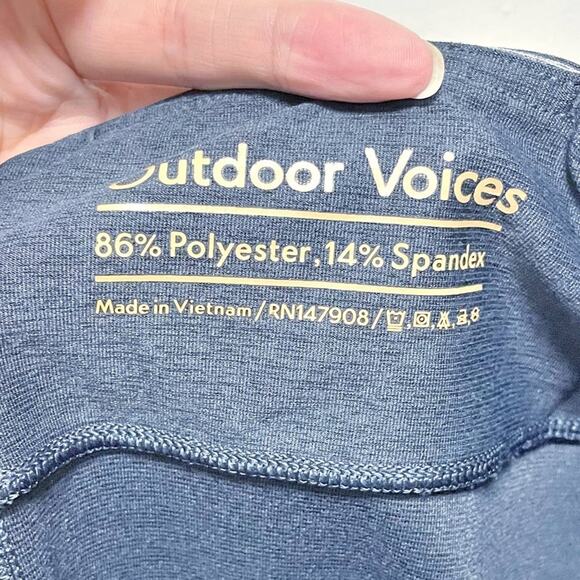 Outdoor Voices
86% Polyester, 14% Spandex
Made in Vietnam/RN147908/